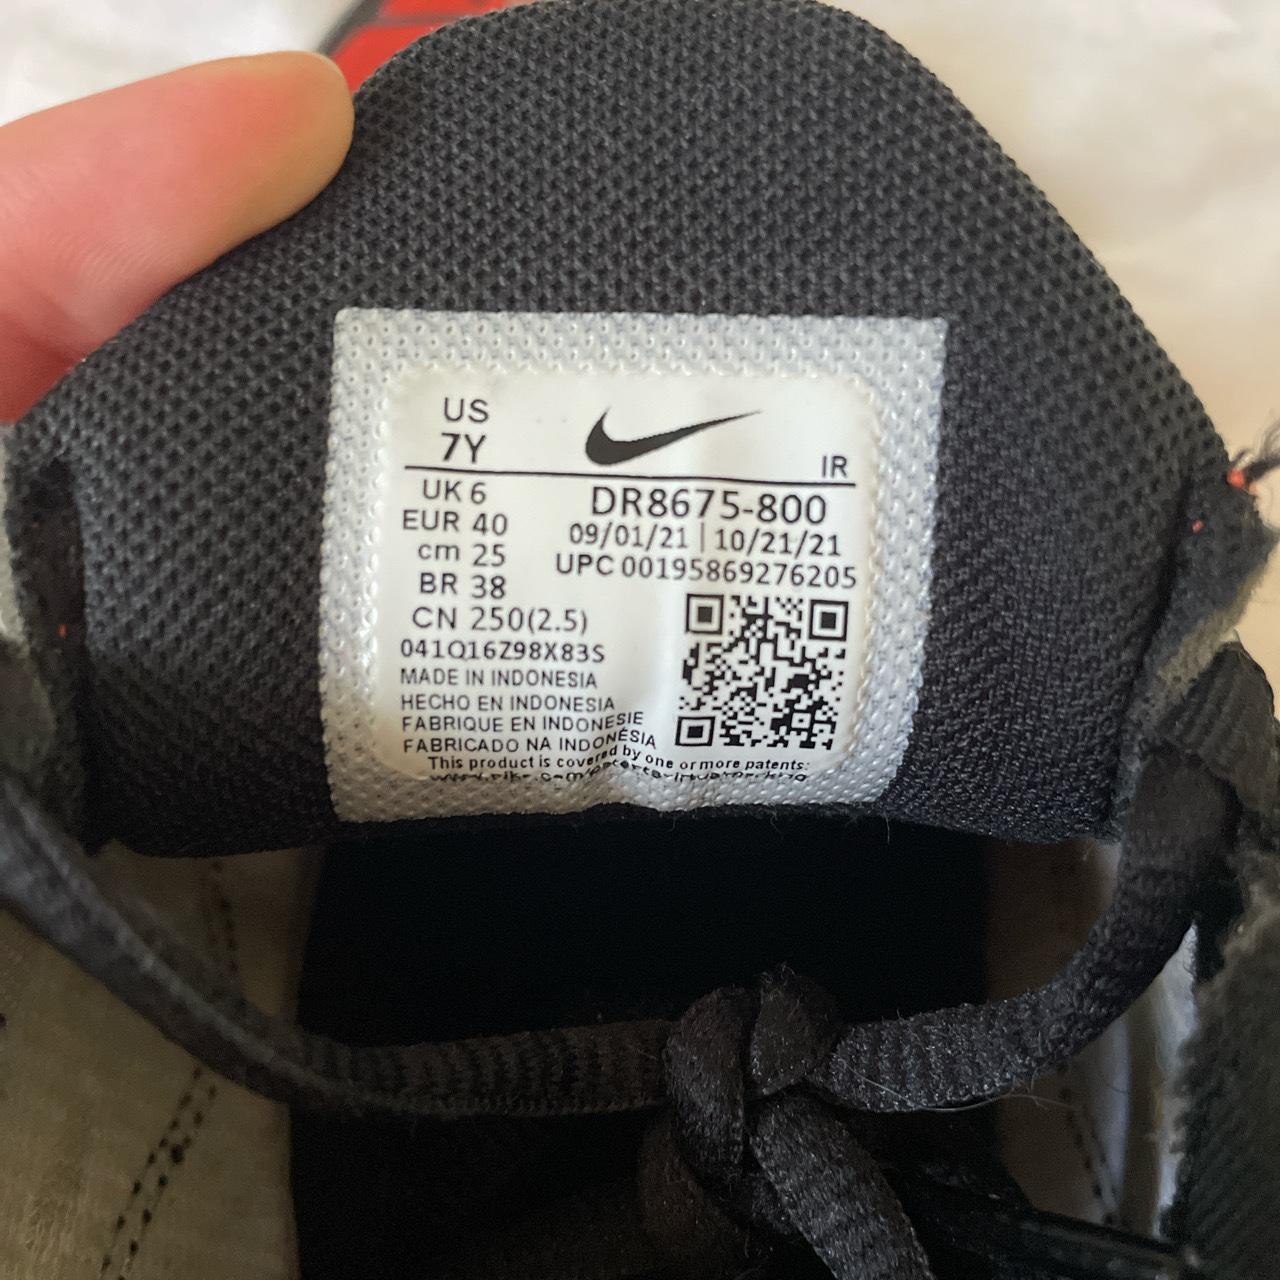 US
7Y
IR
UK 6
EUR 40
cm 25
BR 38
CN 250(2.5)
DR8675-800
09/01/21 | 10/21/21
UPC 00195869276205
041Q16Z98X83S
MADE IN INDONESIA
HECHO EN INDONESIA
FABRIQUE EN INDONESIE
FABRICADO NA INDONÉSIA
This product is covered by one or more patents: